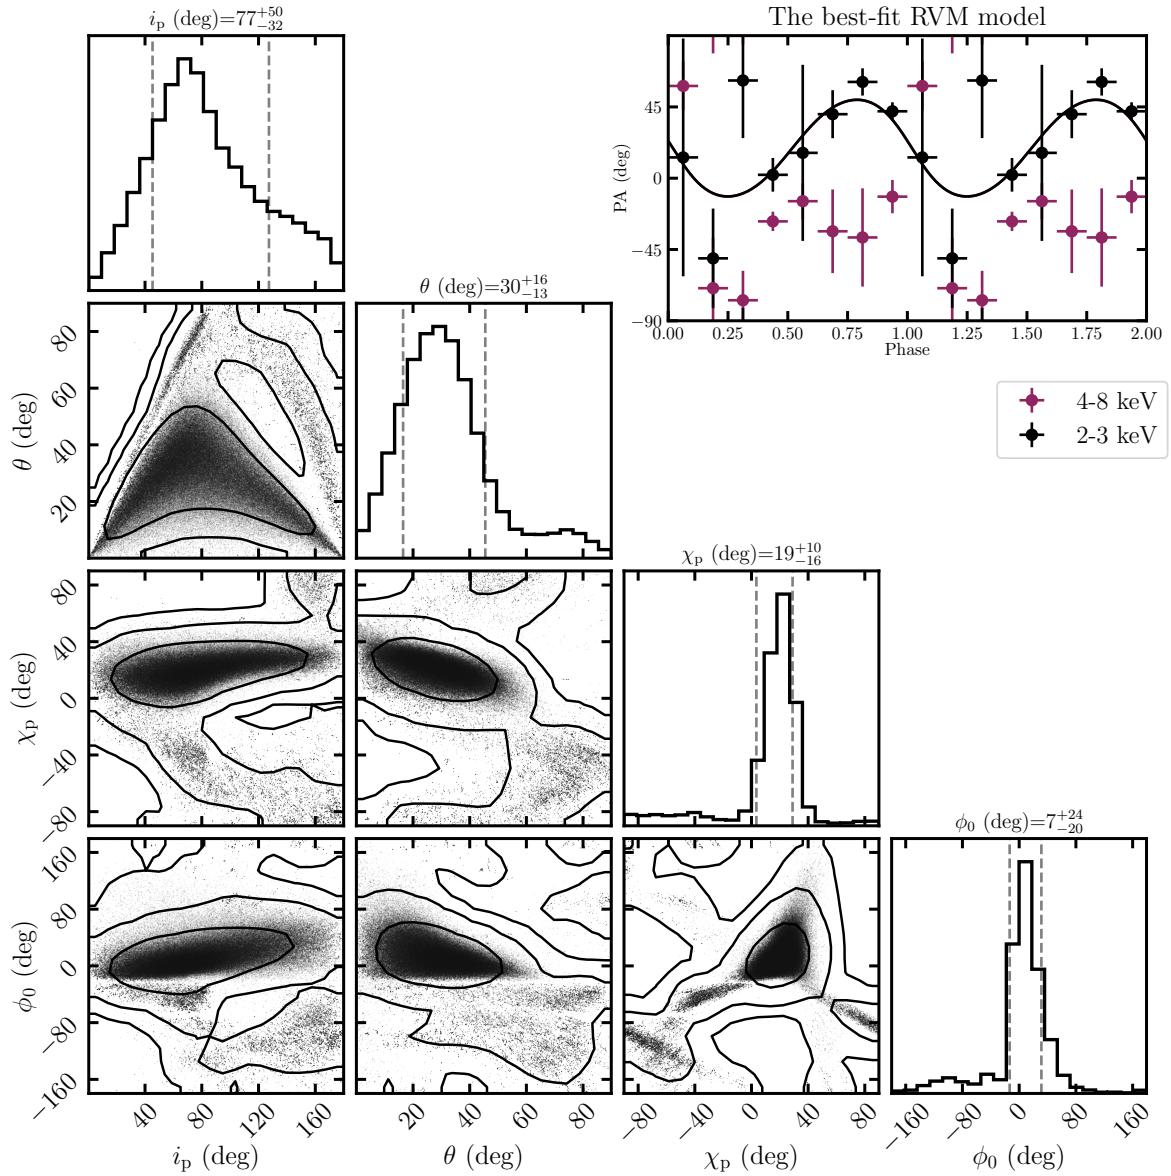 i_p (deg)=77^{+50}_{-32}
The best-fit RVM model
PA (deg)
45
0
−45
−90
0.00 0.25 0.50 0.75 1.00 1.25 1.50 1.75 2.00
Phase
θ (deg)=30^{+16}_{-13}
4-8 keV
2-3 keV
θ (deg)
80
60
40
20
χ_p (deg)=19^{+10}_{-16}
χ_p (deg)
80
40
0
−40
−80
ϕ_0 (deg)=7^{+24}_{-20}
ϕ_0 (deg)
160
80
0
−80
−160
40 80 120 160
20 40 60 80
−80 −40 0 40 80
−160 −80 0 80 160
i_p (deg)
θ (deg)
χ_p (deg)
ϕ_0 (deg)